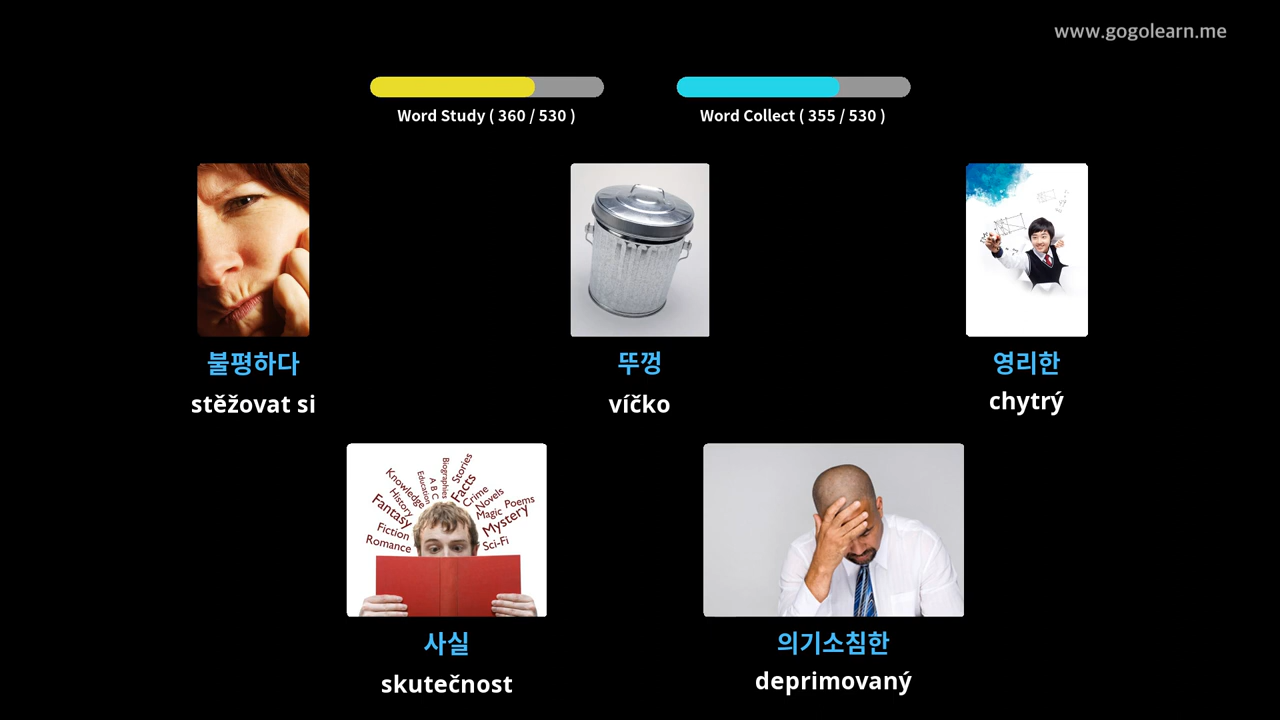 www.gogolearn.me
Word Study ( 360 / 530 )
Word Collect ( 355 / 530 )
불평하다
stěžovat si
뚜껑
víčko
영리한
chytrý
Knowledge
History
Fantasy
Fiction
Romance
Education
A B C
Biographies
Stories
Facts
Crime
Novels
Magic
Poems
Mystery
Sci-Fi
사실
skutečnost
의기소침한
deprimovaný